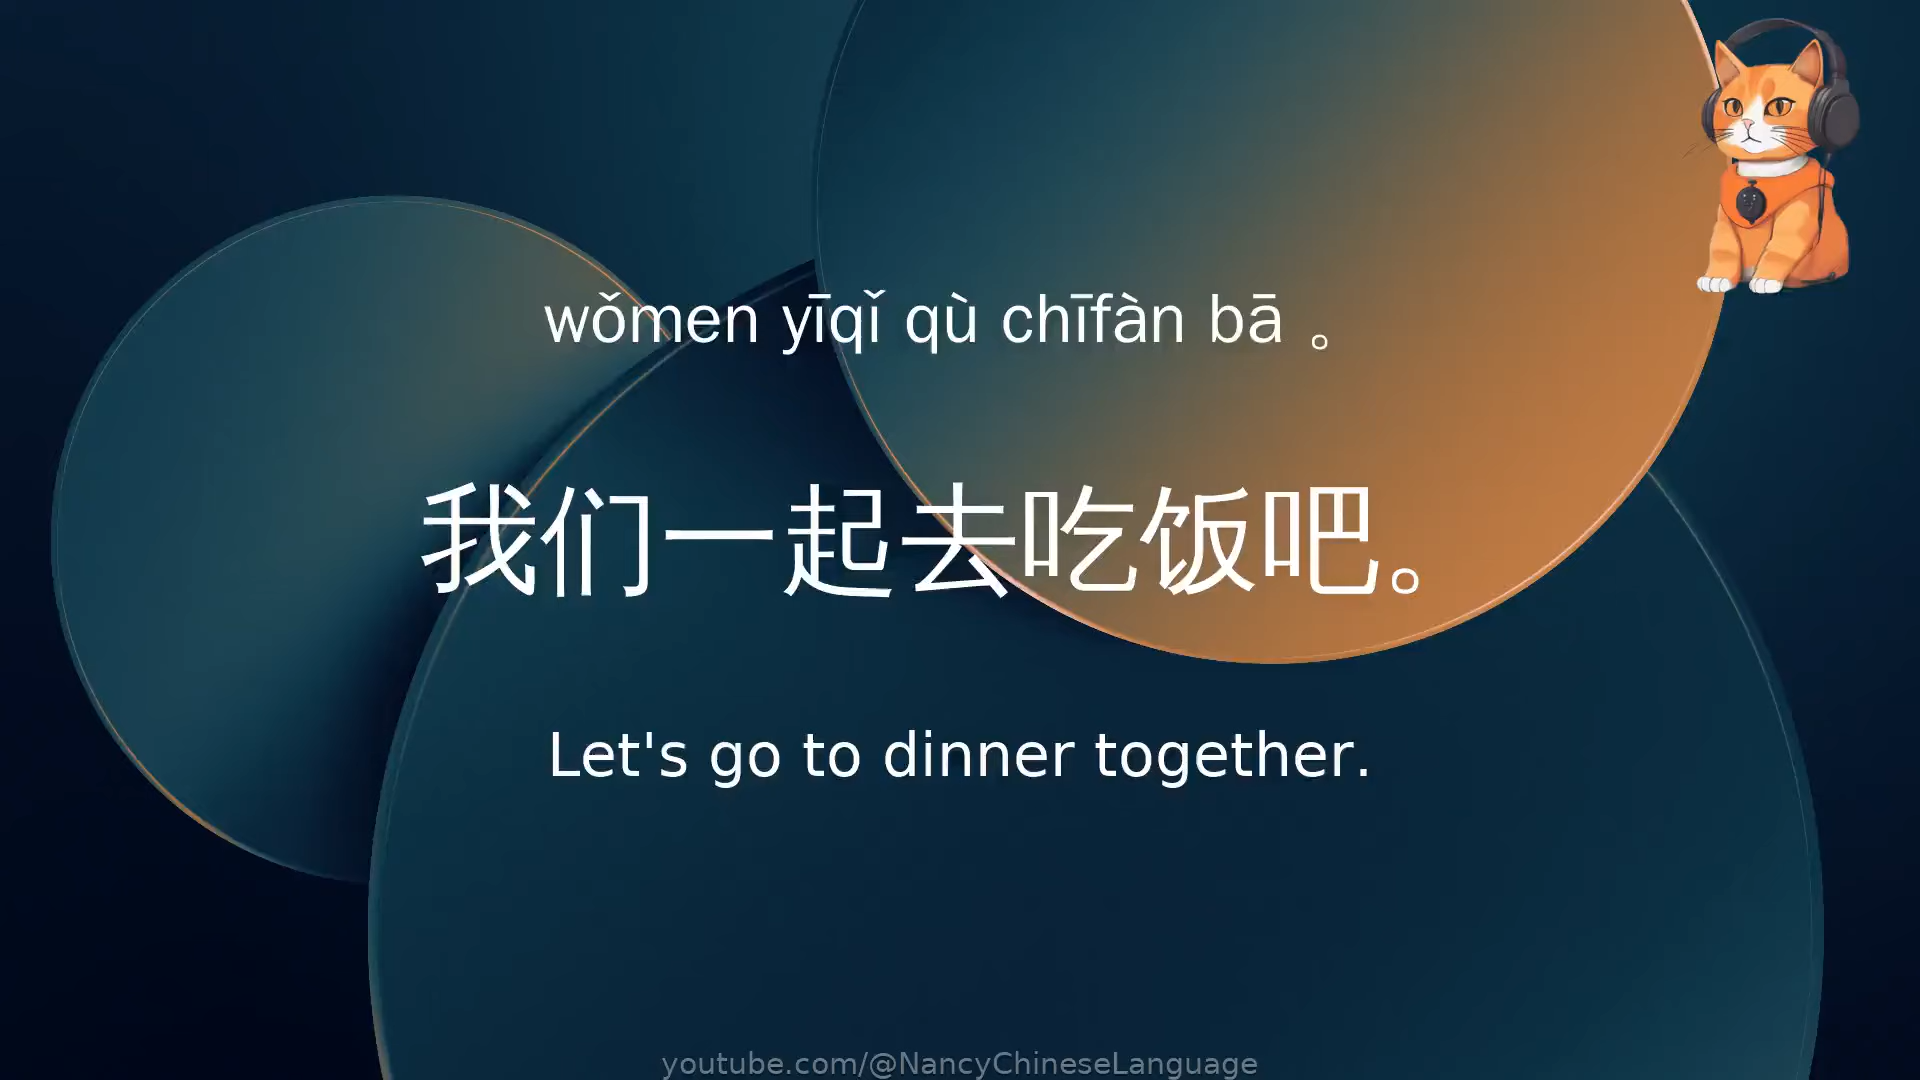 wǒmen yīqǐ qù chīfàn bā 。
我们一起去吃饭吧。
Let's go to dinner together.
youtube.com/@NancyChineseLanguage